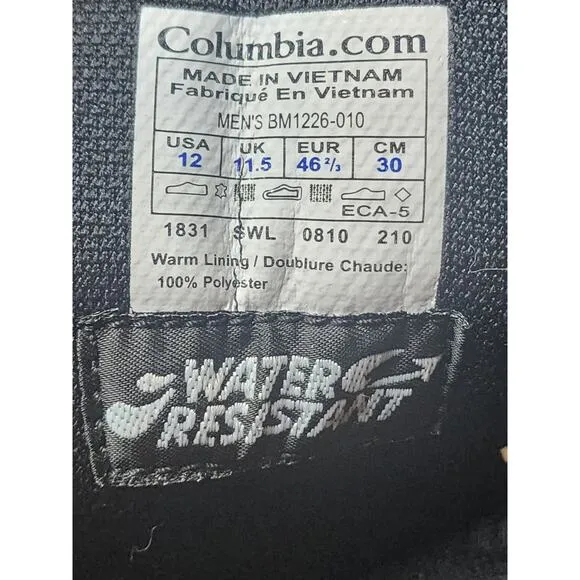 Columbia.com
MADE IN VIETNAM
Fabriqué En Vietnam
MEN'S BM1226-010
USA UK EUR CM
12 11.5 46 2/3 30
ECA-5
1831 SWL 0810 210
Warm Lining / Doublure Chaude:
100% Polyester
WATER
RESISTANT